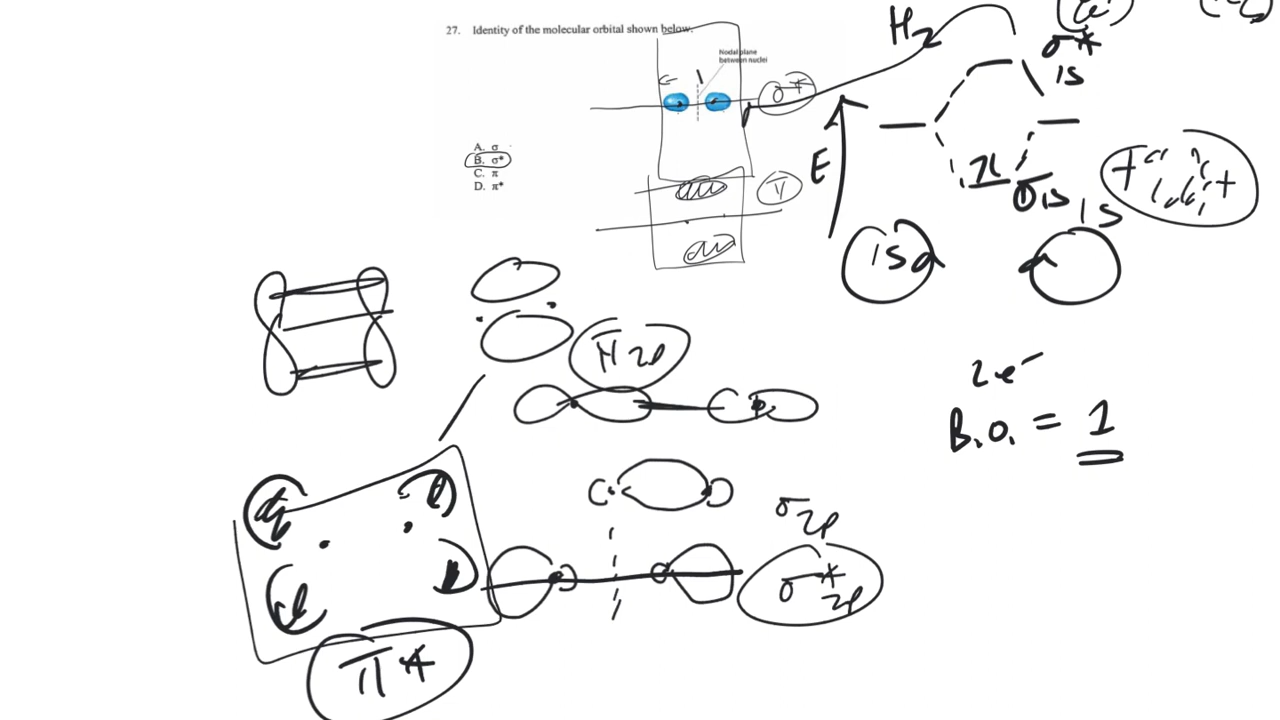 27. Identity of the molecular orbital shown below.
Nodal plane
between nuclei
A. σ
B. σ*
C. π
D. π*
σ*
π
H2
σ*
1S
E
σ1S
1S
1S
π 2p
2e-
B.O. = 1
σ2p
σ*2p
π*